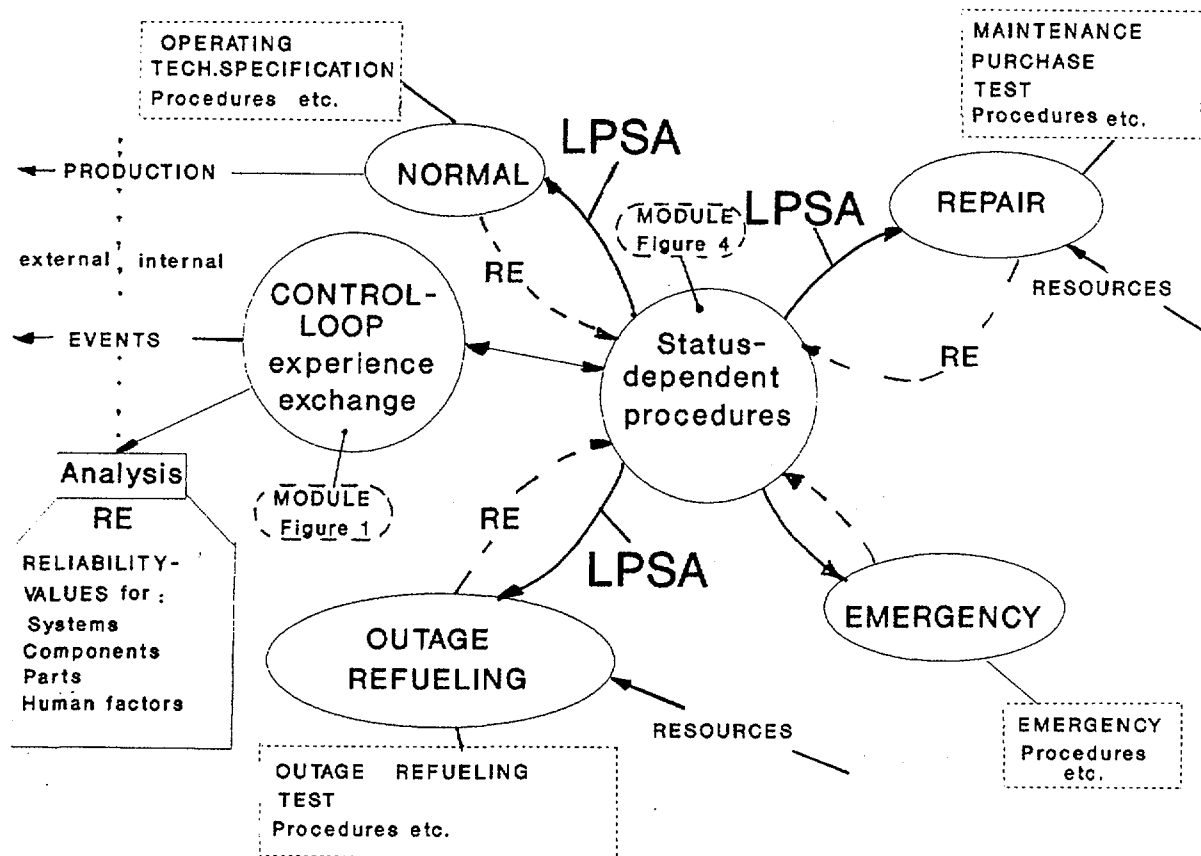 OPERATING
TECH.SPECIFICATION
Procedures etc.
MAINTENANCE
PURCHASE
TEST
Procedures etc.
LPSA
PRODUCTION
NORMAL
MODULE
Figure 4
LPSA
REPAIR
external
internal
RE
RESOURCES
CONTROL-
LOOP
experience
exchange
EVENTS
Status-
dependent
procedures
RE
Analysis
RE
RELIABILITY-
VALUES for :
Systems
Components
Parts
Human factors
MODULE
Figure 1
RE
LPSA
OUTAGE
REFUELING
EMERGENCY
RESOURCES
EMERGENCY
Procedures
etc.
OUTAGE REFUELING
TEST
Procedures etc.